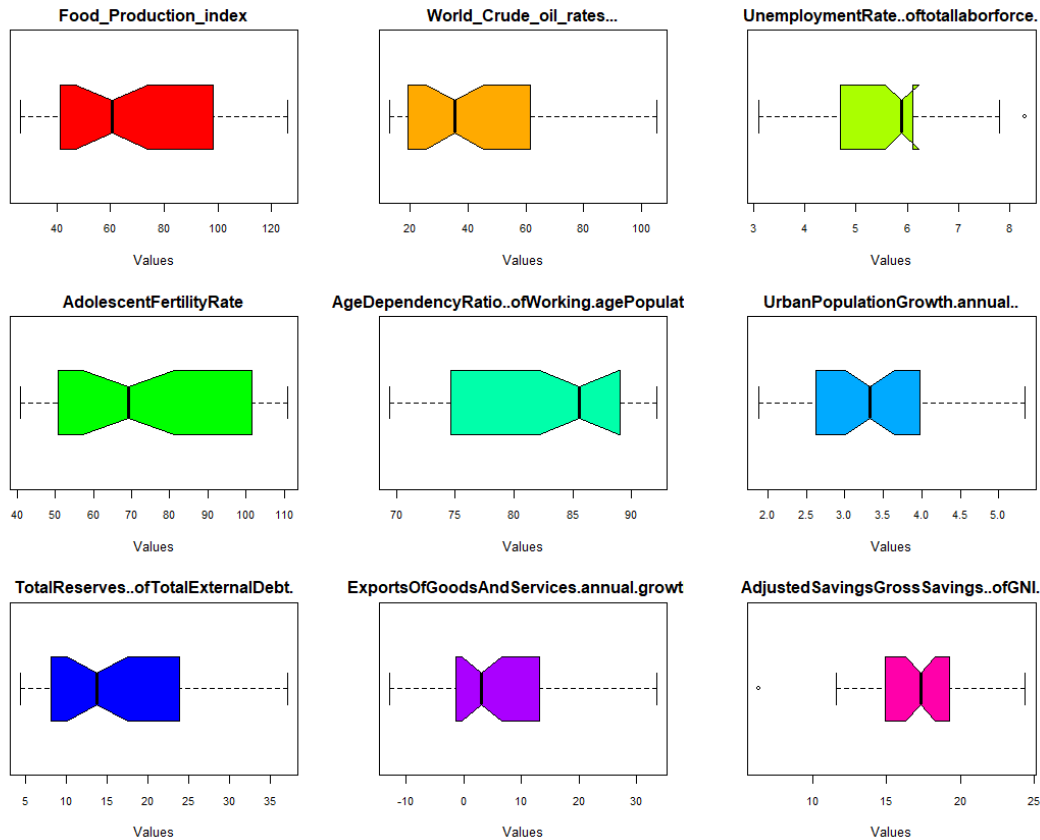 Food_Production_index
World_Crude_oil_rates...
UnemploymentRate..oftotallaborforce.
40 60 80 100 120
20 40 60 80 100
3 4 5 6 7 8
Values
Values
Values
AdolescentFertilityRate
AgeDependencyRatio..ofWorking.agePopulat
UrbanPopulationGrowth.annual..
40 50 60 70 80 90 100 110
70 75 80 85 90
2.0 2.5 3.0 3.5 4.0 4.5 5.0
Values
Values
Values
TotalReserves..ofTotalExternalDebt.
ExportsOfGoodsAndServices.annual.growt
AdjustedSavingsGrossSavings..ofGNI.
5 10 15 20 25 30 35
-10 0 10 20 30
10 15 20 25
Values
Values
Values